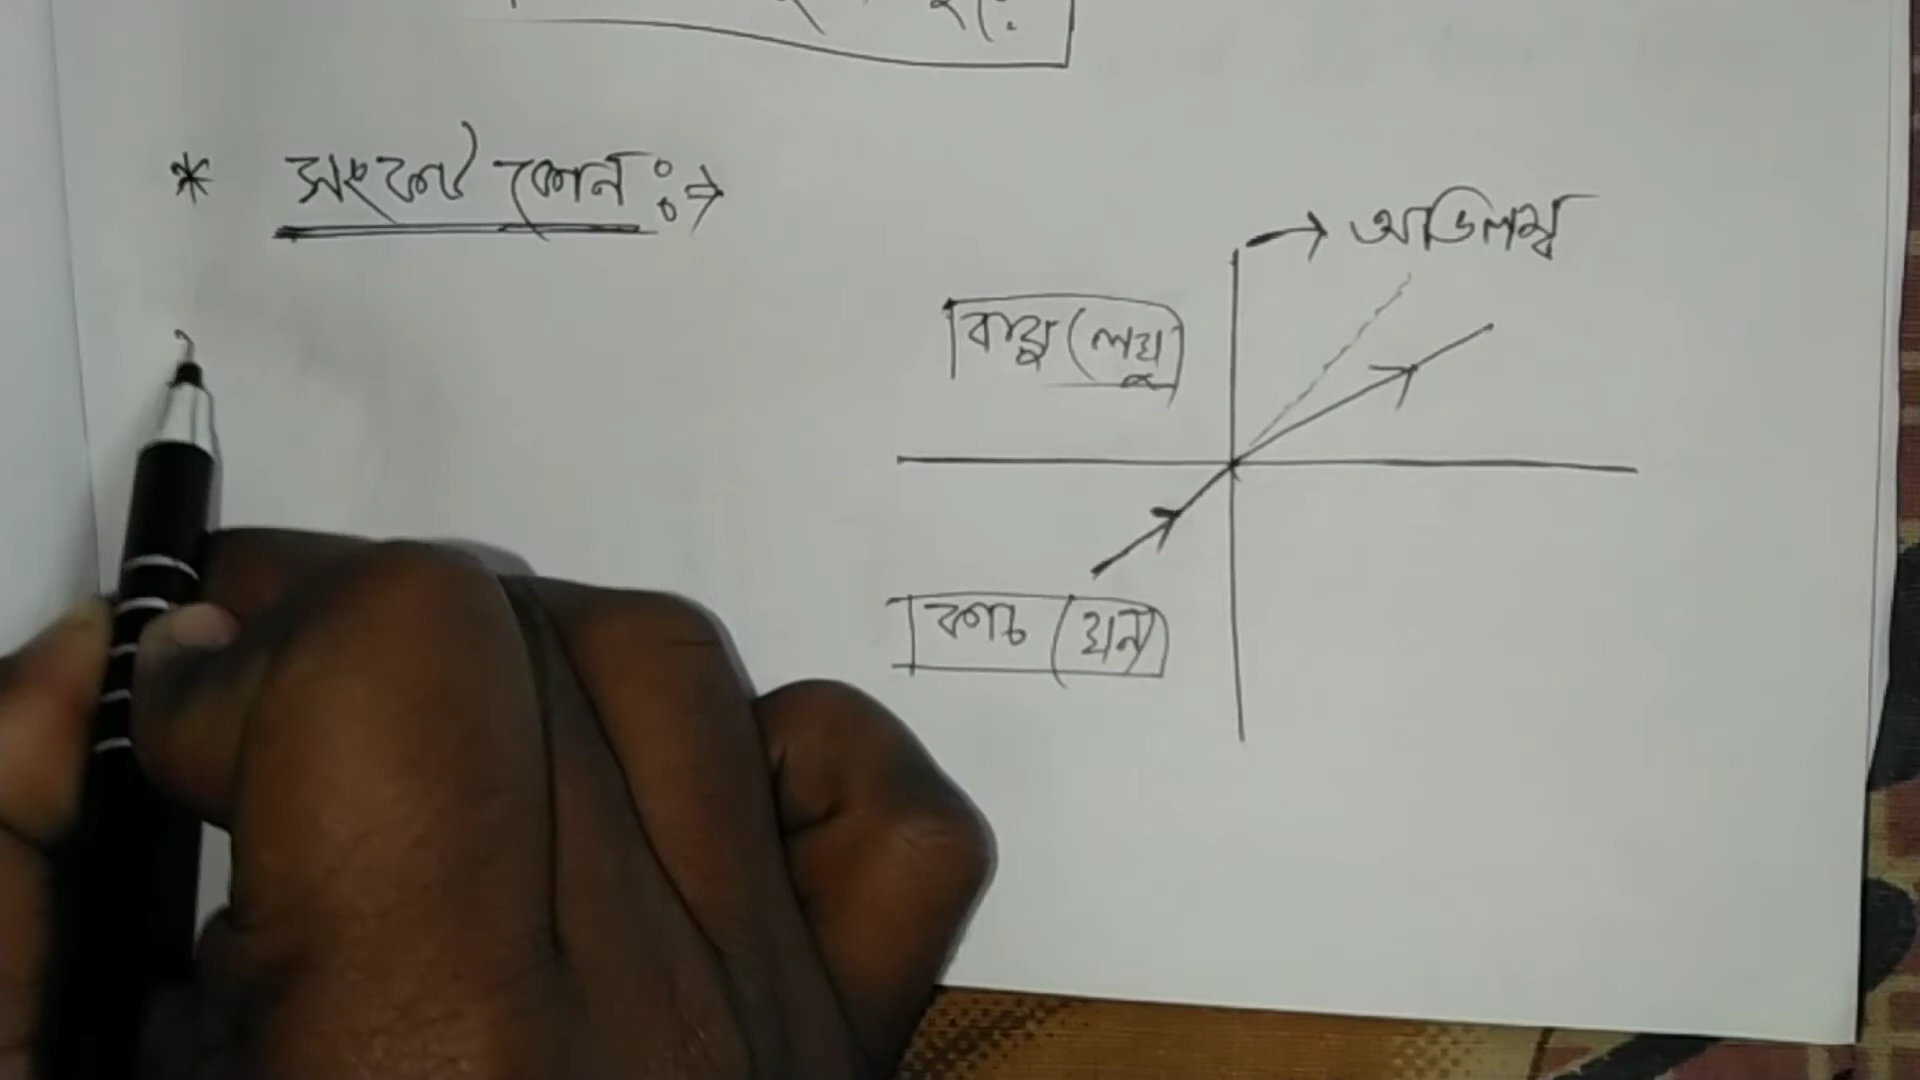 * সংকট কোন :→
→ অভিলম্ব
বায়ু (লঘু)
কাচ (ঘন)